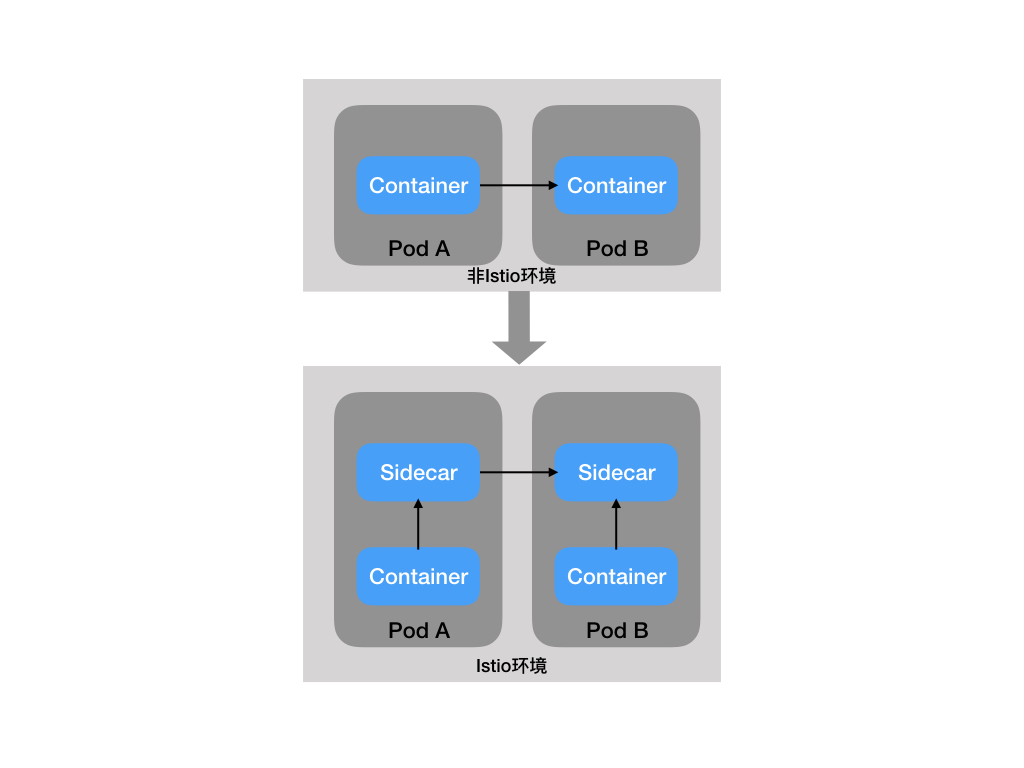 Container
Container
Pod A
Pod B
非Istio环境
Sidecar
Sidecar
Container
Container
Pod A
Pod B
Istio环境